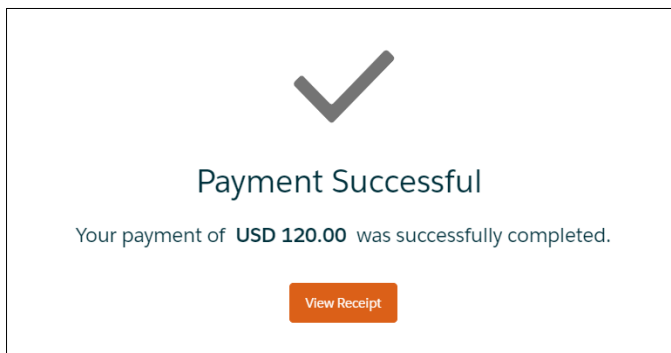 Payment Successful
Your payment of USD 120.00 was successfully completed.
View Receipt